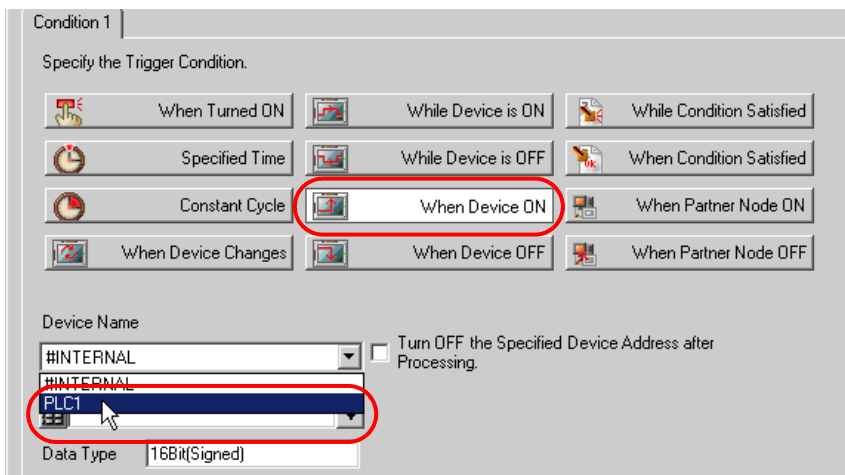 Condition 1
Specify the Trigger Condition.
When Turned ON While Device is ON While Condition Satisfied
Specified Time While Device is OFF When Condition Satisfied
Constant Cycle When Device ON When Partner Node ON
When Device Changes When Device OFF When Partner Node OFF
Device Name
#INTERNAL
Turn OFF the Specified Device Address after
Processing.
#INTERNAL
PLC1
Data Type 16Bit(Signed)